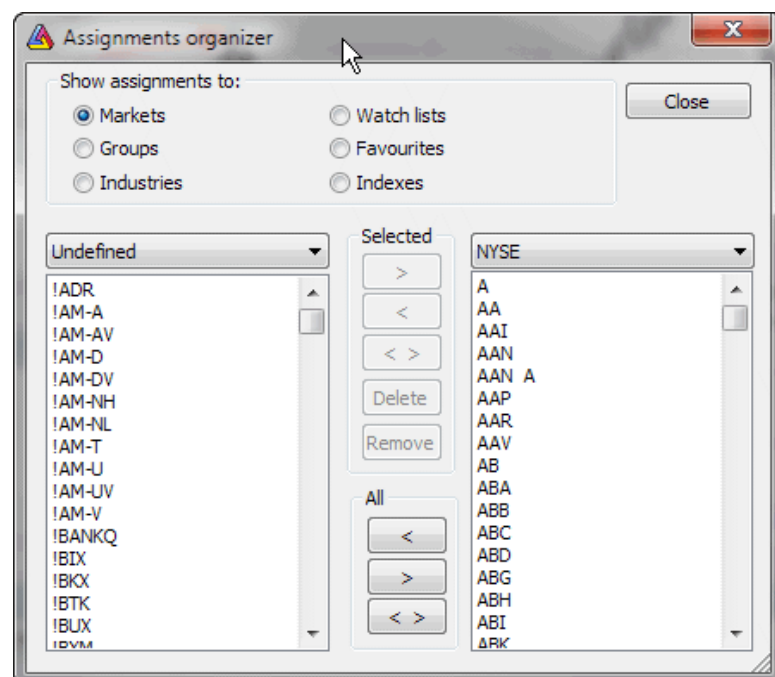 Assignments organizer
Show assignments to:
Markets
Watch lists
Close
Groups
Favourites
Industries
Indexes
Undefined
!ADR
!AM-A
!AM-AV
!AM-D
!AM-DV
!AM-NH
!AM-NL
!AM-T
!AM-U
!AM-UV
!AM-V
!BANKQ
!BIX
!BKX
!BTK
!BUX
!BYM
Selected
>
<
< >
Delete
Remove
All
<
>
< >
NYSE
A
AA
AAI
AAN
AAN A
AAP
AAR
AAV
AB
ABA
ABB
ABC
ABD
ABG
ABH
ABI
ABK